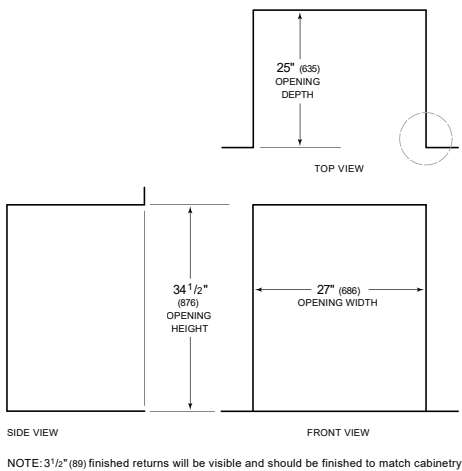 25" (635)
OPENING
DEPTH
TOP VIEW
34 1/2"
(876)
OPENING
HEIGHT
27" (686)
OPENING WIDTH
SIDE VIEW
FRONT VIEW
NOTE: 3 1/2" (89) finished returns will be visible and should be finished to match cabinetry